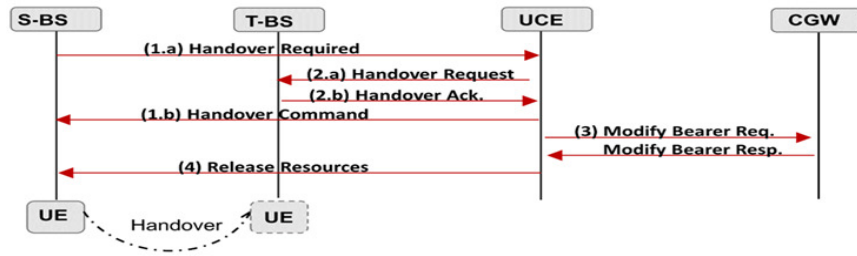 S-BS T-BS UCE CGW
(1.a) Handover Required
(2.a) Handover Request
(2.b) Handover Ack.
(1.b) Handover Command
(3) Modify Bearer Req.
Modify Bearer Resp.
(4) Release Resources
UE UE
Handover